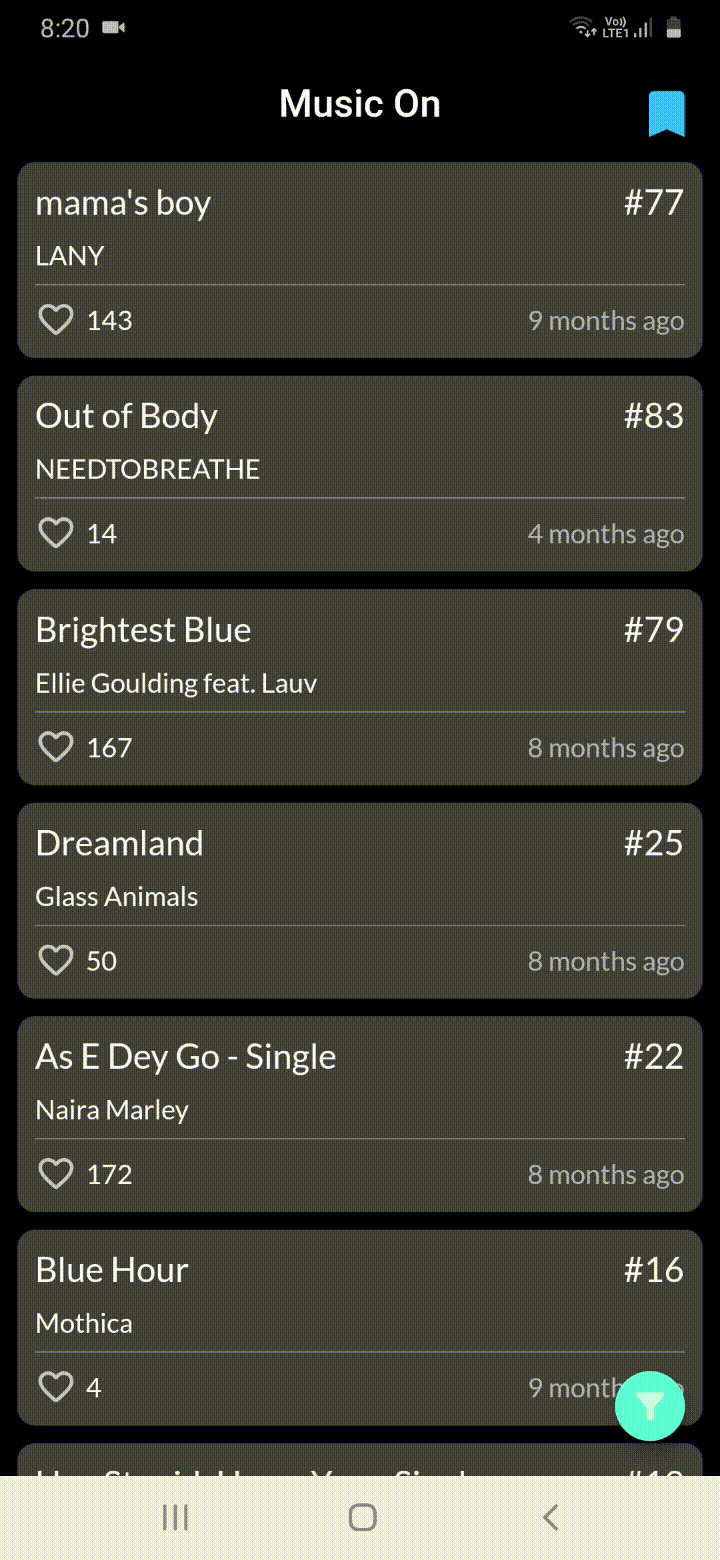 8:20
Vo)) LTE1
Music On
mama's boy #77
LANY
143 9 months ago
Out of Body #83
NEEDTOBREATHE
14 4 months ago
Brightest Blue #79
Ellie Goulding feat. Lauv
167 8 months ago
Dreamland #25
Glass Animals
50 8 months ago
As E Dey Go - Single #22
Naira Marley
172 8 months ago
Blue Hour #16
Mothica
4 9 month